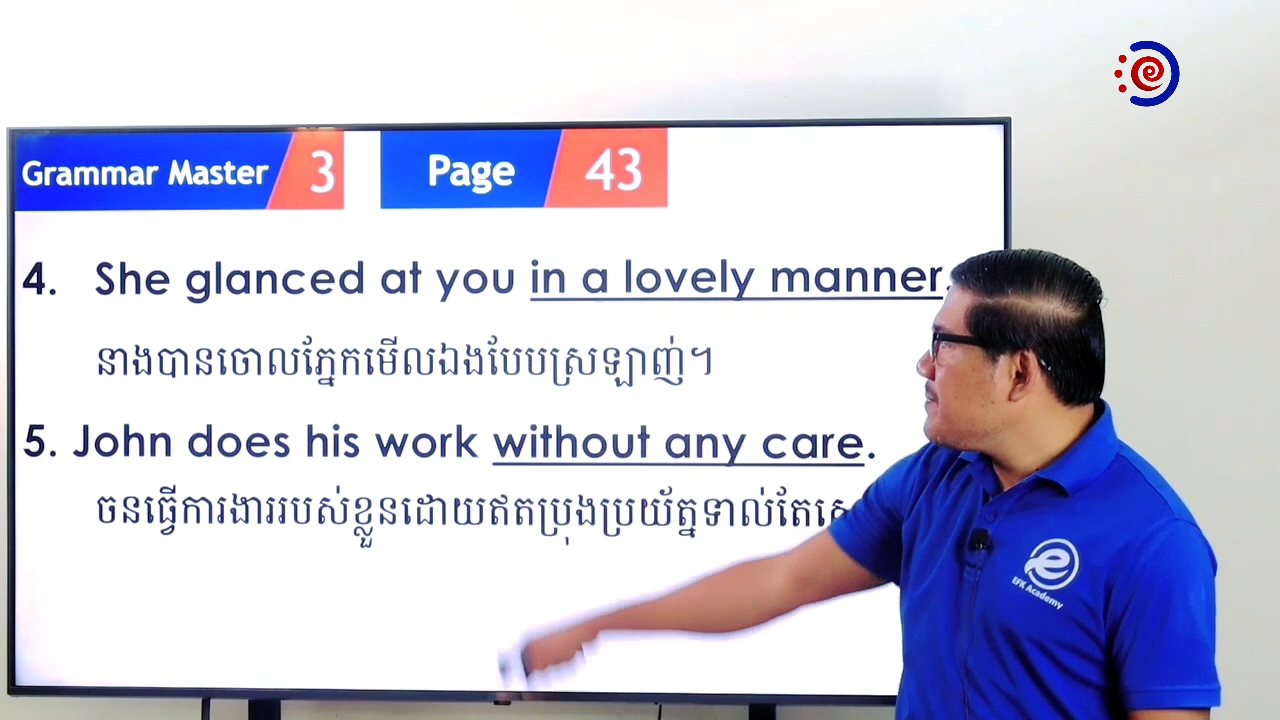 Grammar Master 3
Page 43
4. She glanced at you in a lovely manner.
នាងបានចោលភ្នែកមើលឯងបែបស្រឡាញ់។
5. John does his work without any care.
ចនធ្វើការងាររបស់ខ្លួនដោយឥតប្រុងប្រយ័ត្នទាល់តែសោ
e
EFK Academy